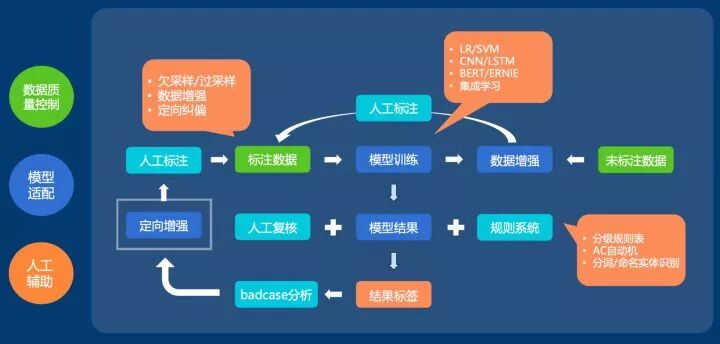 数据质
量控制
模型
适配
人工
辅助
• 欠采样/过采样
• 数据增强
• 定向纠偏
• LR/SVM
• CNN/LSTM
• BERT/ERNIE
• 集成学习
人工标注
人工标注
标注数据
模型训练
数据增强
未标注数据
定向增强
人工复核
模型结果
规则系统
• 分级规则表
• AC自动机
• 分词/命名实体识别
badcase分析
结果标签